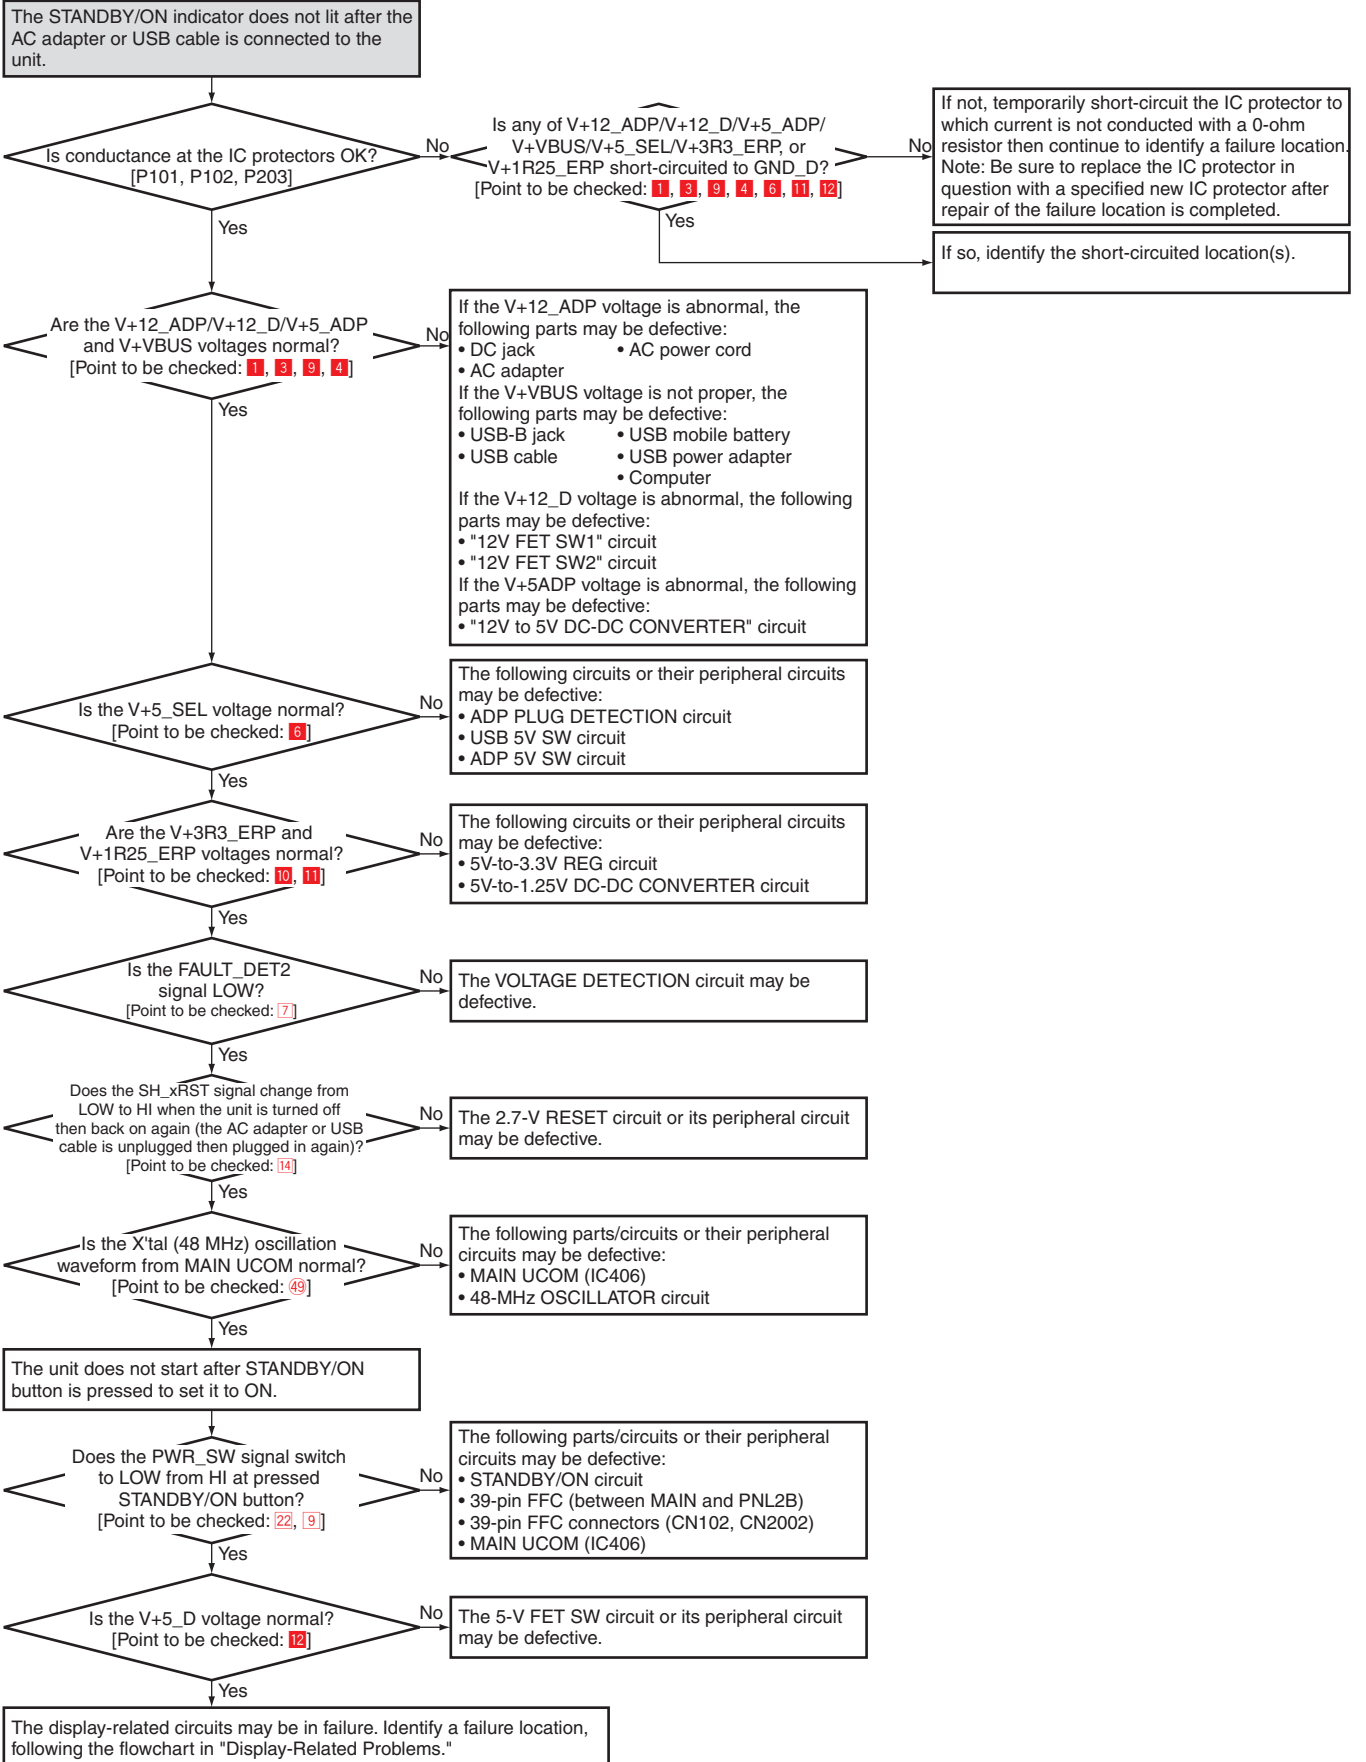 The STANDBY/ON indicator does not lit after the
AC adapter or USB cable is connected to the
unit.
Is conductance at the IC protectors OK?
[P101, P102, P203]
No
Yes
Is any of V+12_ADP/V+12_D/V+5_ADP/
V+VBUS/V+5_SEL/V+3R3_ERP, or
V+1R25_ERP short-circuited to GND_D?
[Point to be checked: 1, 3, 9, 4, 6, 11, 12]
No
Yes
If not, temporarily short-circuit the IC protector to
which current is not conducted with a 0-ohm
resistor then continue to identify a failure location.
Note: Be sure to replace the IC protector in
question with a specified new IC protector after
repair of the failure location is completed.
If so, identify the short-circuited location(s).
Are the V+12_ADP/V+12_D/V+5_ADP
and V+VBUS voltages normal?
[Point to be checked: 1, 3, 9, 4]
No
Yes
If the V+12_ADP voltage is abnormal, the
following parts may be defective:
• DC jack • AC power cord
• AC adapter
If the V+VBUS voltage is not proper, the
following parts may be defective:
• USB-B jack • USB mobile battery
• USB cable • USB power adapter
• Computer
If the V+12_D voltage is abnormal, the following
parts may be defective:
• "12V FET SW1" circuit
• "12V FET SW2" circuit
If the V+5ADP voltage is abnormal, the following
parts may be defective:
• "12V to 5V DC-DC CONVERTER" circuit
Is the V+5_SEL voltage normal?
[Point to be checked: 6]
No
Yes
The following circuits or their peripheral circuits
may be defective:
• ADP PLUG DETECTION circuit
• USB 5V SW circuit
• ADP 5V SW circuit
Are the V+3R3_ERP and
V+1R25_ERP voltages normal?
[Point to be checked: 10, 11]
No
Yes
The following circuits or their peripheral circuits
may be defective:
• 5V-to-3.3V REG circuit
• 5V-to-1.25V DC-DC CONVERTER circuit
Is the FAULT_DET2
signal LOW?
[Point to be checked: 7]
No
Yes
The VOLTAGE DETECTION circuit may be
defective.
Does the SH_xRST signal change from
LOW to HI when the unit is turned off
then back on again (the AC adapter or USB
cable is unplugged then plugged in again)?
[Point to be checked: 14]
No
Yes
The 2.7-V RESET circuit or its peripheral circuit
may be defective.
Is the X'tal (48 MHz) oscillation
waveform from MAIN UCOM normal?
[Point to be checked: 49]
No
Yes
The following parts/circuits or their peripheral
circuits may be defective:
• MAIN UCOM (IC406)
• 48-MHz OSCILLATOR circuit
The unit does not start after STANDBY/ON
button is pressed to set it to ON.
Does the PWR_SW signal switch
to LOW from HI at pressed
STANDBY/ON button?
[Point to be checked: 22, 9]
No
Yes
The following parts/circuits or their peripheral
circuits may be defective:
• STANDBY/ON circuit
• 39-pin FFC (between MAIN and PNL2B)
• 39-pin FFC connectors (CN102, CN2002)
• MAIN UCOM (IC406)
Is the V+5_D voltage normal?
[Point to be checked: 12]
No
Yes
The 5-V FET SW circuit or its peripheral circuit
may be defective.
The display-related circuits may be in failure. Identify a failure location,
following the flowchart in "Display-Related Problems."